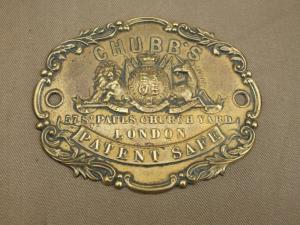 CHUBB'S
57 ST PAULS CHURCH YARD
LONDON
PATENT SAFE